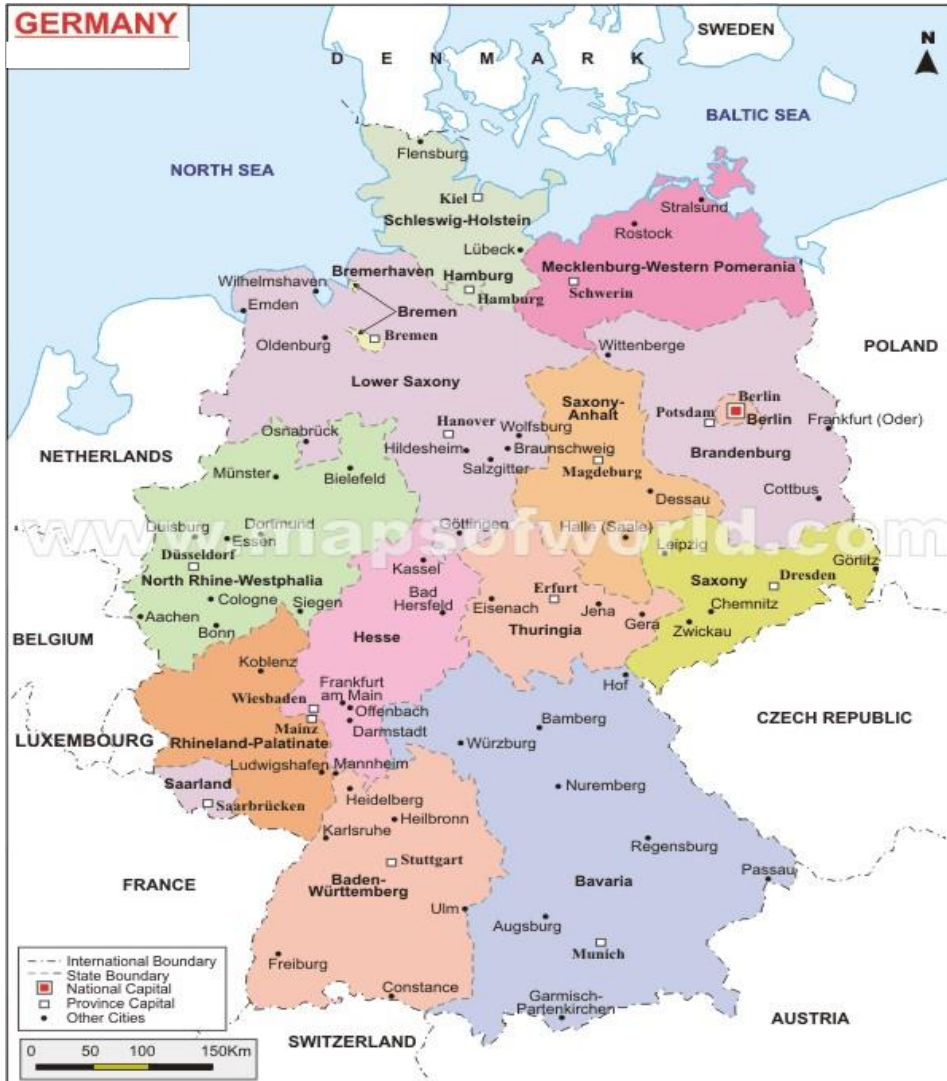 GERMANY
SWEDEN
N
DENMARK
BALTIC SEA
NORTH SEA
Flensburg
Kiel
Schleswig-Holstein
Stralsund
Rostock
Lübeck
Mecklenburg-Western Pomerania
Schwerin
Bremerhaven
Hamburg
Hamburg
Wilhelmshaven
Emden
Bremen
Oldenburg
Bremen
Wittenberge
POLAND
Lower Saxony
Saxony-
Anhalt
Berlin
Potsdam
Berlin
Frankfurt (Oder)
Brandenburg
Hanover
Wolfsburg
Osnabrück
Hildesheim
Braunschweig
Salzgitter
Magdeburg
NETHERLANDS
Münster
Bielefeld
Dessau
Cottbus
www.mapsofworld.com
Duisburg
Dortmund
Essen
Göttingen
Halle (Saale)
Leipzig
Düsseldorf
North Rhine-Westphalia
Kassel
Görlitz
Saxony
Dresden
Cologne
Siegen
Bad
Hersfeld
Eisenach
Erfurt
Jena
Gera
Chemnitz
Zwickau
Aachen
Bonn
Hesse
Thuringia
BELGIUM
Koblenz
Hof
Frankfurt
am Main
Wiesbaden
Offenbach
Mainz
Darmstadt
Bamberg
CZECH REPUBLIC
LUXEMBOURG
Rhineland-Palatinate
Würzburg
Ludwigshafen
Mannheim
Saarland
Saarbrücken
Heidelberg
Nuremberg
Heilbronn
Karlsruhe
Regensburg
Stuttgart
Passau
FRANCE
Baden-
Württemberg
Bavaria
Ulm
Augsburg
Munich
Freiburg
Constance
Garmisch-
Partenkirchen
AUSTRIA
SWITZERLAND
International Boundary
State Boundary
National Capital
Province Capital
Other Cities
0 50 100 150Km